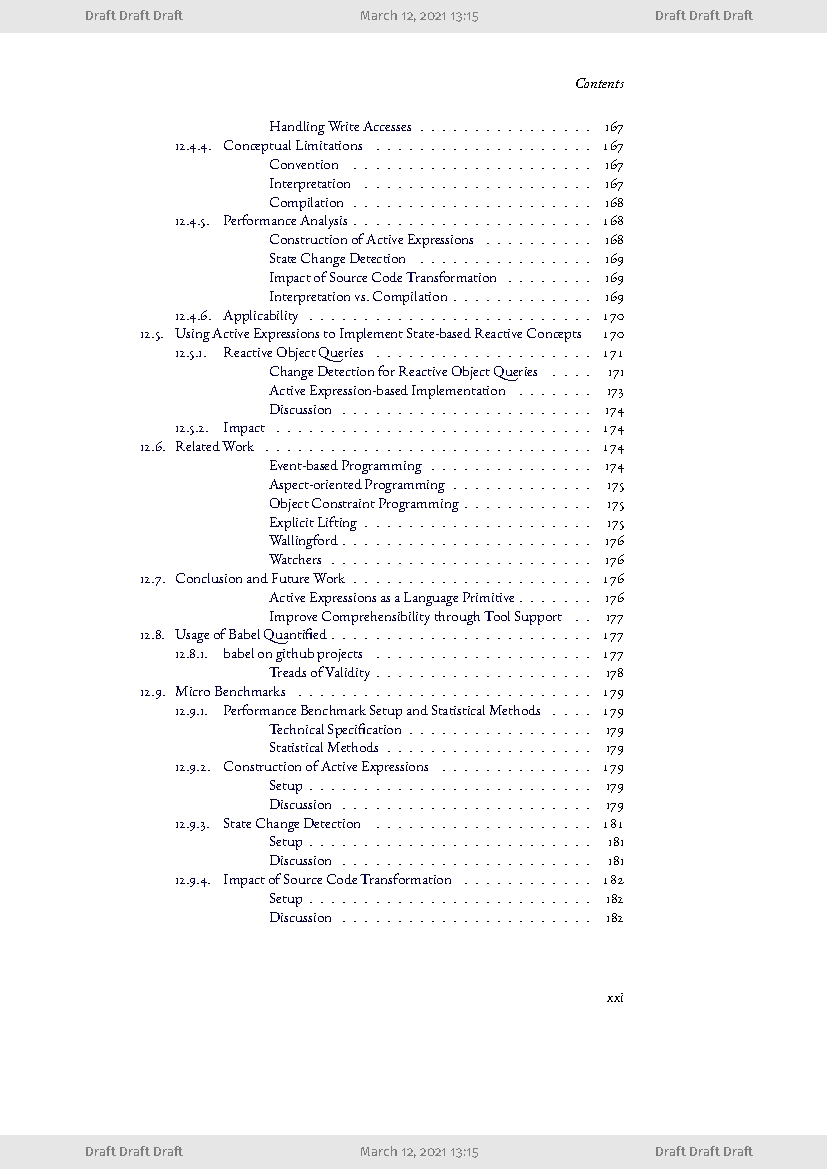 Draft Draft Draft March 12, 2021 13:15 Draft Draft Draft
Contents
Handling Write Accesses . . . . . . . . . . . . . . . . 167
12.4.4. Conceptual Limitations . . . . . . . . . . . . . . . . . . . . 167
Convention . . . . . . . . . . . . . . . . . . . . . . 167
Interpretation . . . . . . . . . . . . . . . . . . . . . 167
Compilation . . . . . . . . . . . . . . . . . . . . . . 168
12.4.5. Performance Analysis . . . . . . . . . . . . . . . . . . . . . . 168
Construction of Active Expressions . . . . . . . . . . 168
State Change Detection . . . . . . . . . . . . . . . . 169
Impact of Source Code Transformation . . . . . . . . 169
Interpretation vs. Compilation . . . . . . . . . . . . . 169
12.4.6. Applicability . . . . . . . . . . . . . . . . . . . . . . . . . . 170
12.5. Using Active Expressions to Implement State-based Reactive Concepts 170
12.5.1. Reactive Object Queries . . . . . . . . . . . . . . . . . . . . 171
Change Detection for Reactive Object Queries . . . . 171
Active Expression-based Implementation . . . . . . . 173
Discussion . . . . . . . . . . . . . . . . . . . . . . . 174
12.5.2. Impact . . . . . . . . . . . . . . . . . . . . . . . . . . . . . 174
12.6. Related Work . . . . . . . . . . . . . . . . . . . . . . . . . . . . . . 174
Event-based Programming . . . . . . . . . . . . . . . 174
Aspect-oriented Programming . . . . . . . . . . . . . 175
Object Constraint Programming . . . . . . . . . . . . 175
Explicit Lifting . . . . . . . . . . . . . . . . . . . . . 175
Wallingford . . . . . . . . . . . . . . . . . . . . . . . 176
Watchers . . . . . . . . . . . . . . . . . . . . . . . . 176
12.7. Conclusion and Future Work . . . . . . . . . . . . . . . . . . . . . . 176
Active Expressions as a Language Primitive . . . . . . . 176
Improve Comprehensibility through Tool Support . . 177
12.8. Usage of Babel Quantified . . . . . . . . . . . . . . . . . . . . . . . . 177
12.8.1. babel on github projects . . . . . . . . . . . . . . . . . . . . 177
Treads of Validity . . . . . . . . . . . . . . . . . . . . 178
12.9. Micro Benchmarks . . . . . . . . . . . . . . . . . . . . . . . . . . . 179
12.9.1. Performance Benchmark Setup and Statistical Methods . . . . 179
Technical Specification . . . . . . . . . . . . . . . . . 179
Statistical Methods . . . . . . . . . . . . . . . . . . . 179
12.9.2. Construction of Active Expressions . . . . . . . . . . . . . . 179
Setup . . . . . . . . . . . . . . . . . . . . . . . . . . 179
Discussion . . . . . . . . . . . . . . . . . . . . . . . 179
12.9.3. State Change Detection . . . . . . . . . . . . . . . . . . . . 181
Setup . . . . . . . . . . . . . . . . . . . . . . . . . . 181
Discussion . . . . . . . . . . . . . . . . . . . . . . . 181
12.9.4. Impact of Source Code Transformation . . . . . . . . . . . . 182
Setup . . . . . . . . . . . . . . . . . . . . . . . . . . 182
Discussion . . . . . . . . . . . . . . . . . . . . . . . 182
xxi
Draft Draft Draft March 12, 2021 13:15 Draft Draft Draft